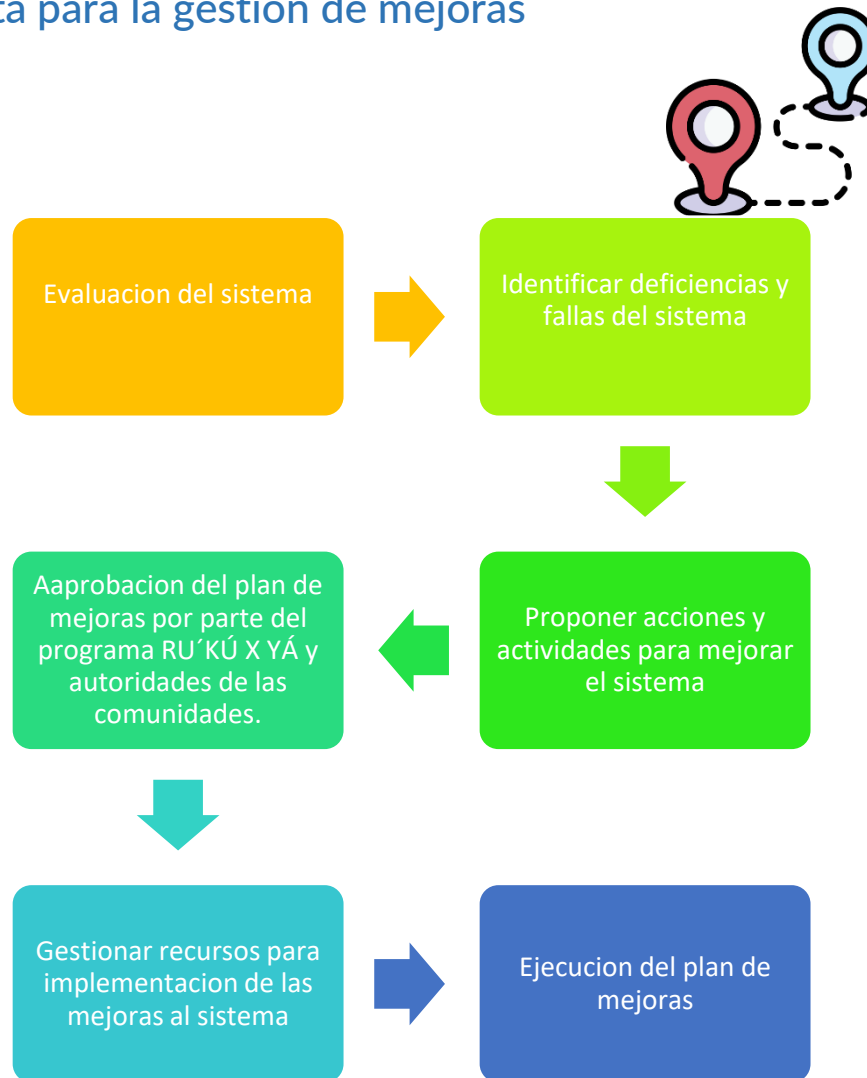 ta para la gestión de mejoras
Evaluacion del sistema
Identificar deficiencias y
fallas del sistema
Proponer acciones y
actividades para mejorar
el sistema
Aaprobacion del plan de
mejoras por parte del
programa RU´KÚ X YÁ y
autoridades de las
comunidades.
Gestionar recursos para
implementacion de las
mejoras al sistema
Ejecucion del plan de
mejoras